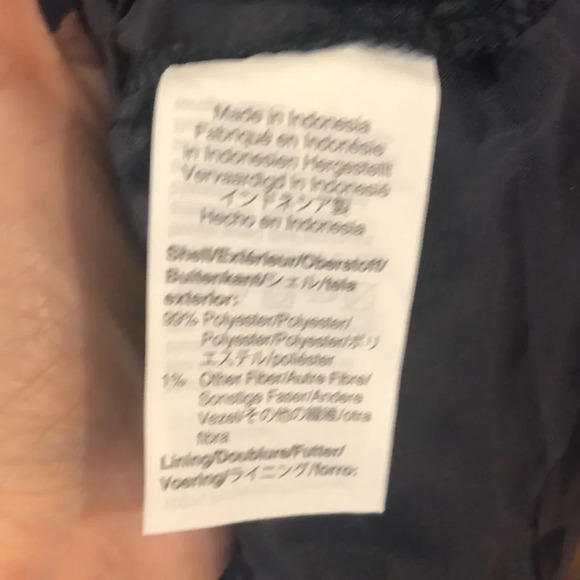 Made in Indonesia
Fabriqué en Indonésie
In Indonesien Hergestellt
Vervaardigd in Indonesië
インドネシア製
Hecho en Indonesia
Shell/Extérieur/Oberstoff/
Buitenkant/シェル/tela
exterior:
99% Polyester/Polyester/
Polyester/Polyester/ポリ
エステル/poliéster
1% Other Fiber/Autre Fibre/
Sonstige Faser/Andere
Vezel/その他の繊維/otra
fibra
Lining/Doublure/Futter/
Voering/ライニング/forro: